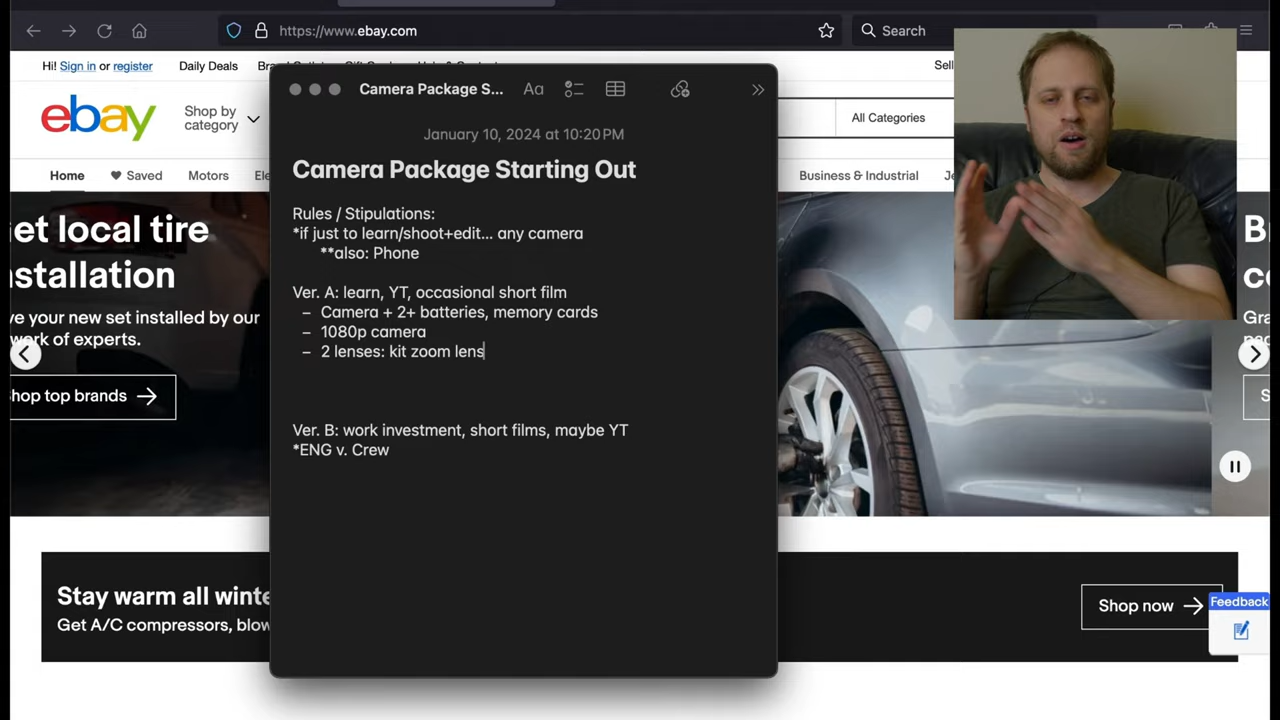 https://www.ebay.com
Search
Hi! Sign in or register
Daily Deals
Sell
ebay
Shop by
category
All Categories
Home
Saved
Motors
Business & Industrial
et local tire
stallation
ve your new set installed by our
work of experts.
hop top brands
Camera Package S...
Aa
January 10, 2024 at 10:20 PM
Camera Package Starting Out
Rules / Stipulations:
*if just to learn/shoot+edit... any camera
**also: Phone
Ver. A: learn, YT, occasional short film
– Camera + 2+ batteries, memory cards
– 1080p camera
– 2 lenses: kit zoom lens
Ver. B: work investment, short films, maybe YT
*ENG v. Crew
Stay warm all winte
Get A/C compressors, blow
Shop now
Feedback